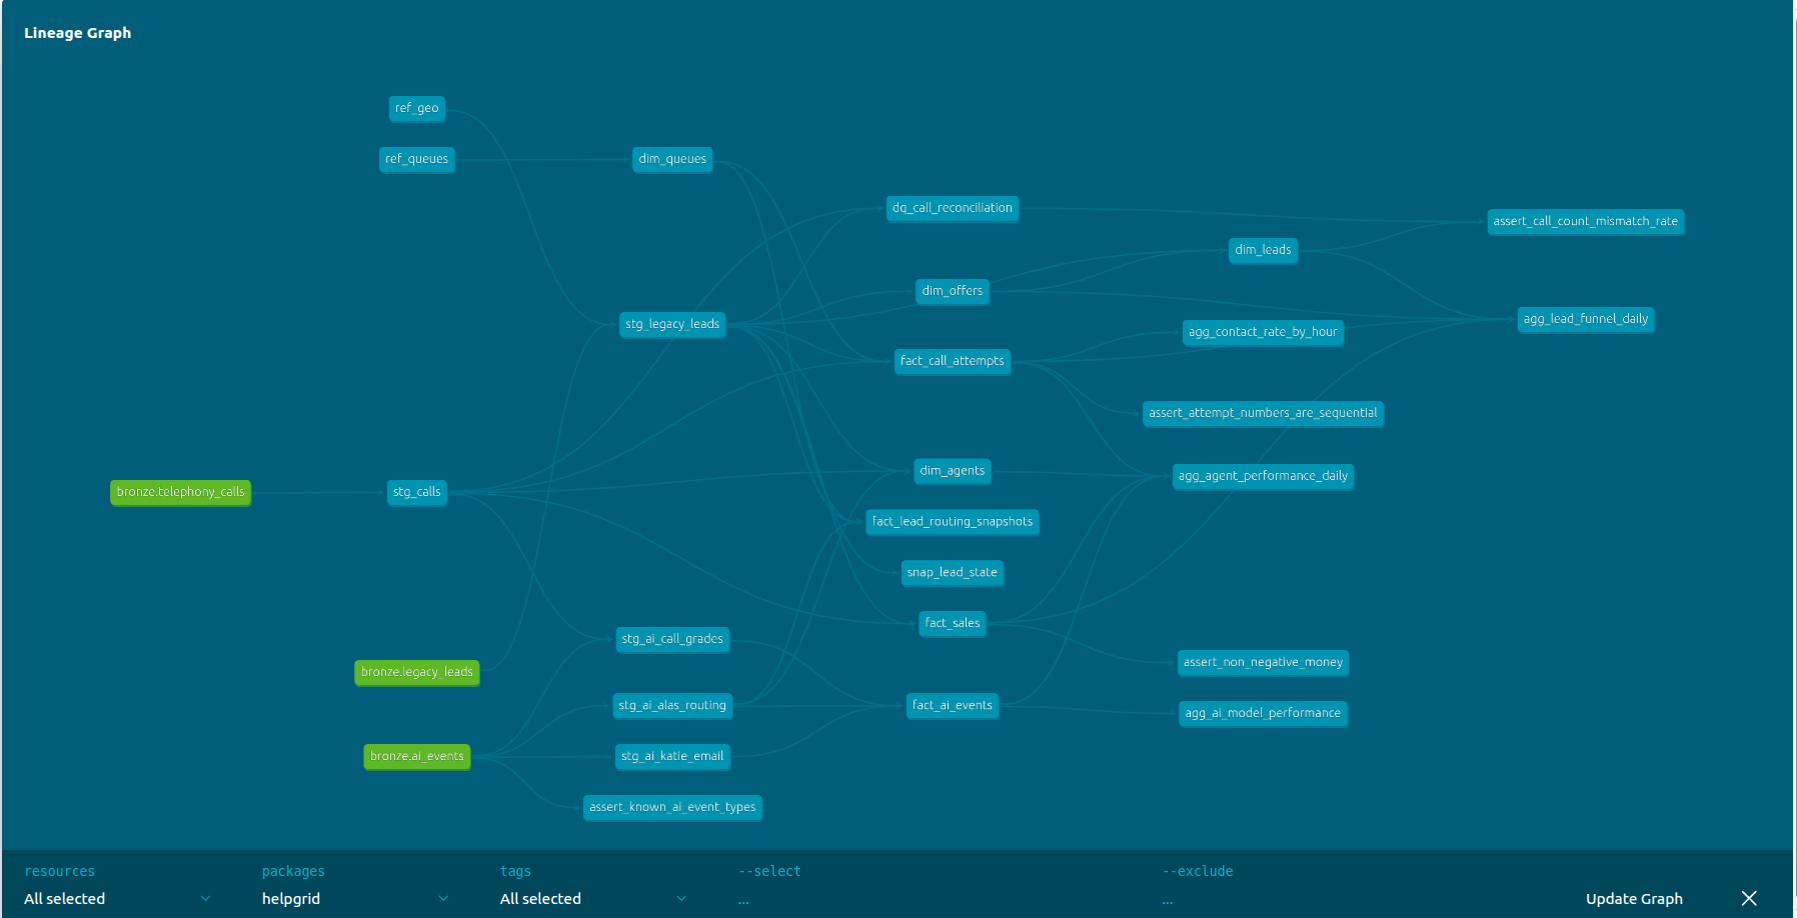 Lineage Graph
ref_geo
ref_queues
dim_queues
dq_call_reconciliation
assert_call_count_mismatch_rate
dim_leads
dim_offers
agg_lead_funnel_daily
stg_legacy_leads
agg_contact_rate_by_hour
fact_call_attempts
assert_attempt_numbers_are_sequential
dim_agents
agg_agent_performance_daily
bronze.telephony_calls
stg_calls
fact_lead_routing_snapshots
snap_lead_state
fact_sales
stg_ai_call_grades
assert_non_negative_money
bronze.legacy_leads
stg_ai_alas_routing
fact_ai_events
agg_ai_model_performance
bronze.ai_events
stg_ai_katie_email
assert_known_ai_event_types
resources packages tags --select --exclude
All selected helpgrid All selected ... ... Update Graph